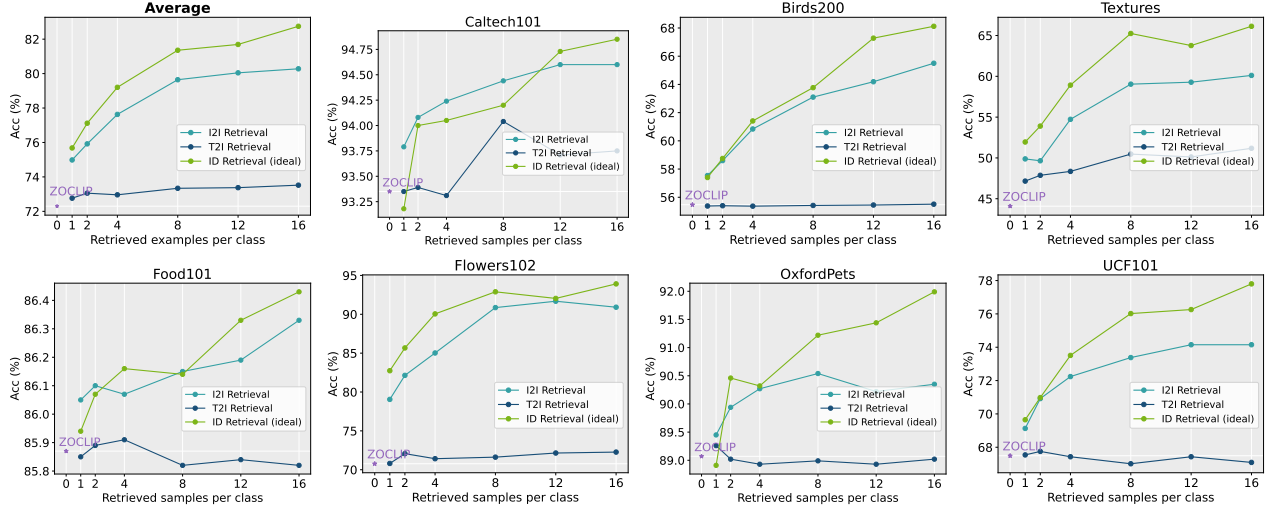 Average
Acc (%)
82
80
78
76
74
72
ZOCLIP
I2I Retrieval
T2I Retrieval
ID Retrieval (ideal)
0 1 2 4 8 12 16
Retrieved examples per class
Caltech101
Acc (%)
94.75
94.50
94.25
94.00
93.75
93.50
93.25
ZOCLIP
I2I Retrieval
T2I Retrieval
ID Retrieval (ideal)
0 1 2 4 8 12 16
Retrieved samples per class
Birds200
Acc (%)
68
66
64
62
60
58
56
ZOCLIP
I2I Retrieval
T2I Retrieval
ID Retrieval (ideal)
0 1 2 4 8 12 16
Retrieved samples per class
Textures
Acc (%)
65
60
55
50
45
ZOCLIP
I2I Retrieval
T2I Retrieval
ID Retrieval (ideal)
0 1 2 4 8 12 16
Retrieved samples per class
Food101
Acc (%)
86.4
86.3
86.2
86.1
86.0
85.9
85.8
ZOCLIP
I2I Retrieval
T2I Retrieval
ID Retrieval (ideal)
0 1 2 4 8 12 16
Retrieved samples per class
Flowers102
Acc (%)
95
90
85
80
75
70
ZOCLIP
I2I Retrieval
T2I Retrieval
ID Retrieval (ideal)
0 1 2 4 8 12 16
Retrieved samples per class
OxfordPets
Acc (%)
92.0
91.5
91.0
90.5
90.0
89.5
89.0
ZOCLIP
I2I Retrieval
T2I Retrieval
ID Retrieval (ideal)
0 1 2 4 8 12 16
Retrieved samples per class
UCF101
Acc (%)
78
76
74
72
70
68
ZOCLIP
I2I Retrieval
T2I Retrieval
ID Retrieval (ideal)
0 1 2 4 8 12 16
Retrieved samples per class